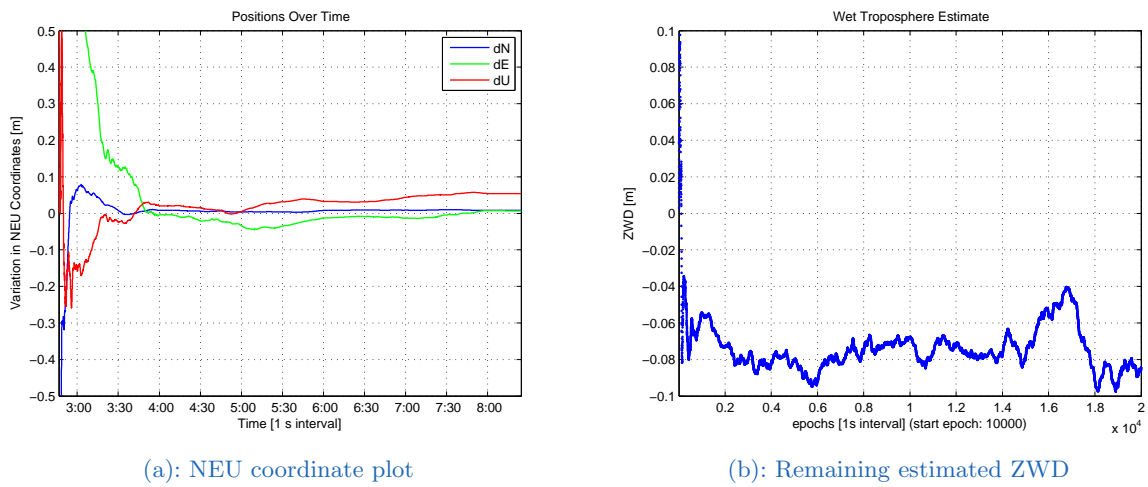 Positions Over Time
0.5
0.4
0.3
0.2
0.1
0
−0.1
−0.2
−0.3
−0.4
−0.5
Variation in NEU Coordinates [m]
dN
dE
dU
3:00 3:30 4:00 4:30 5:00 5:30 6:00 6:30 7:00 7:30 8:00
Time [1 s interval]
(a): NEU coordinate plot
Wet Troposphere Estimate
0.1
0.08
0.06
0.04
0.02
0
−0.02
−0.04
−0.06
−0.08
−0.1
ZWD [m]
0.2 0.4 0.6 0.8 1 1.2 1.4 1.6 1.8 2
x 10⁴
epochs [1s interval] (start epoch: 10000)
(b): Remaining estimated ZWD